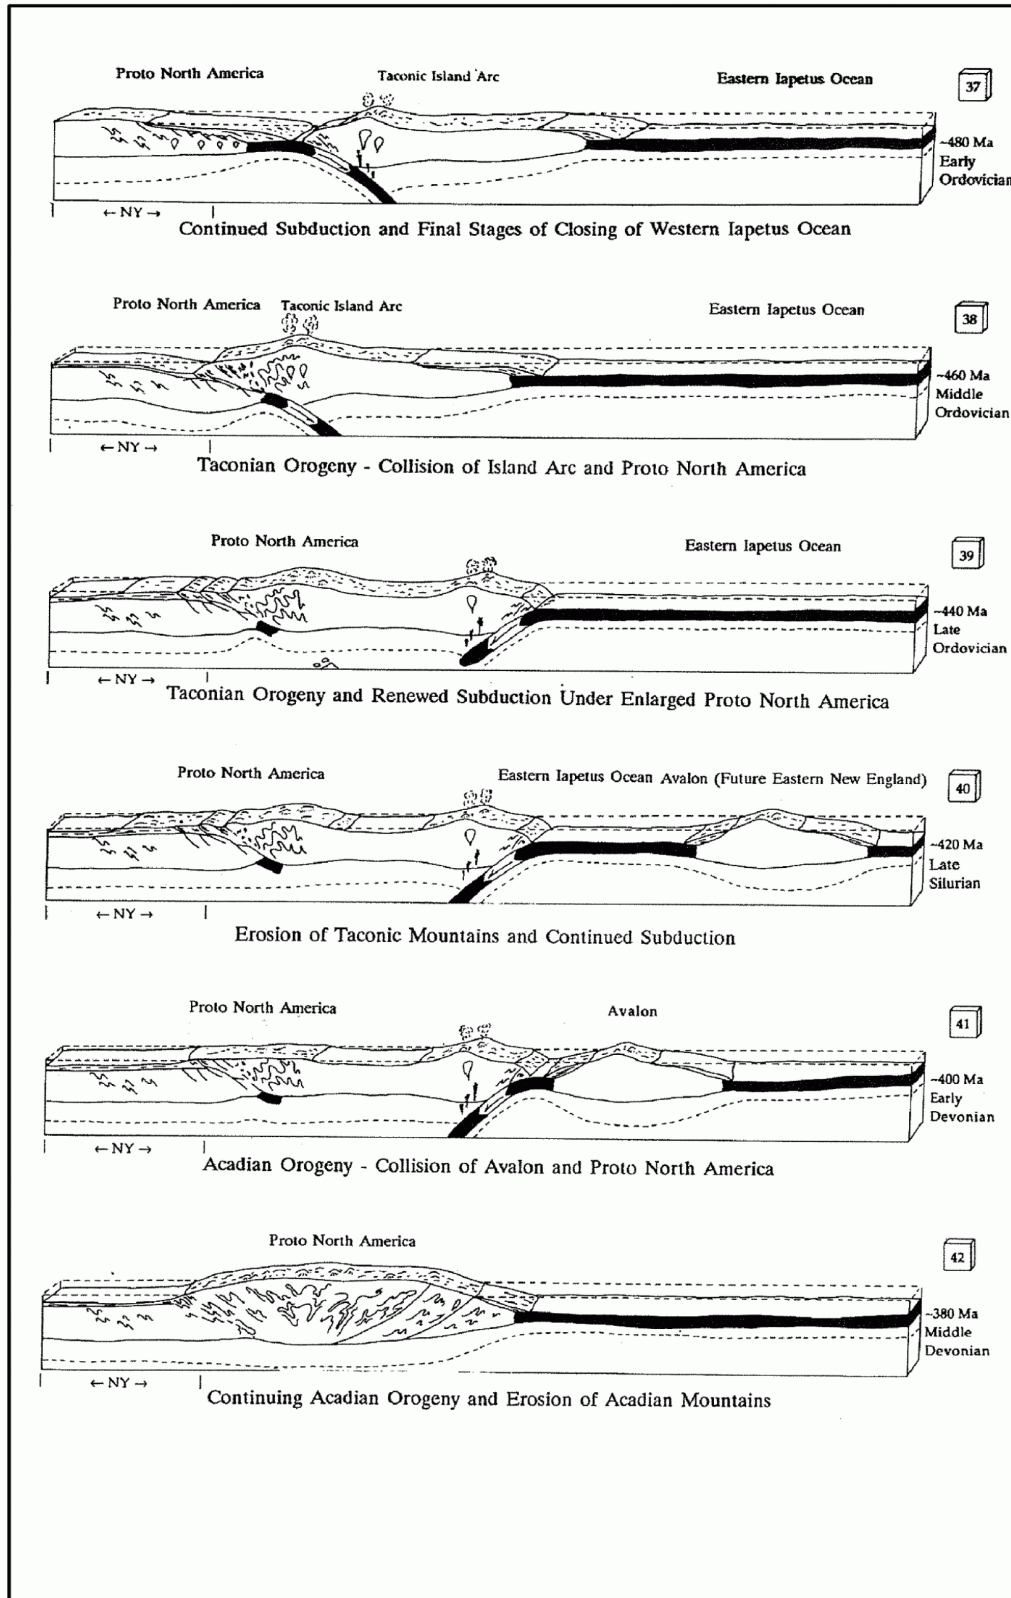 Proto North America
Taconic Island Arc
Eastern Iapetus Ocean
37
~480 Ma
Early
Ordovician
← NY →
Continued Subduction and Final Stages of Closing of Western Iapetus Ocean
Proto North America
Taconic Island Arc
Eastern Iapetus Ocean
38
~460 Ma
Middle
Ordovician
← NY →
Taconian Orogeny - Collision of Island Arc and Proto North America
Proto North America
Eastern Iapetus Ocean
39
~440 Ma
Late
Ordovician
← NY →
Taconian Orogeny and Renewed Subduction Under Enlarged Proto North America
Proto North America
Eastern Iapetus Ocean Avalon (Future Eastern New England)
40
~420 Ma
Late
Silurian
← NY →
Erosion of Taconic Mountains and Continued Subduction
Proto North America
Avalon
41
~400 Ma
Early
Devonian
← NY →
Acadian Orogeny - Collision of Avalon and Proto North America
Proto North America
42
~380 Ma
Middle
Devonian
← NY →
Continuing Acadian Orogeny and Erosion of Acadian Mountains